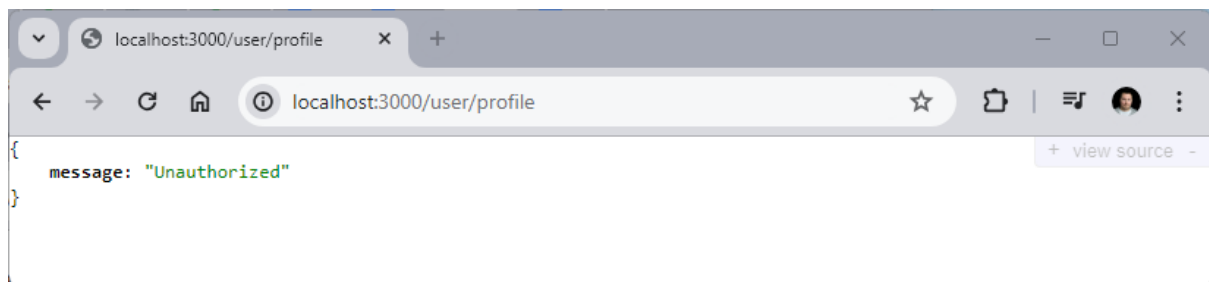 localhost:3000/user/profile
localhost:3000/user/profile
{
+ view source -
message: "Unauthorized"
}